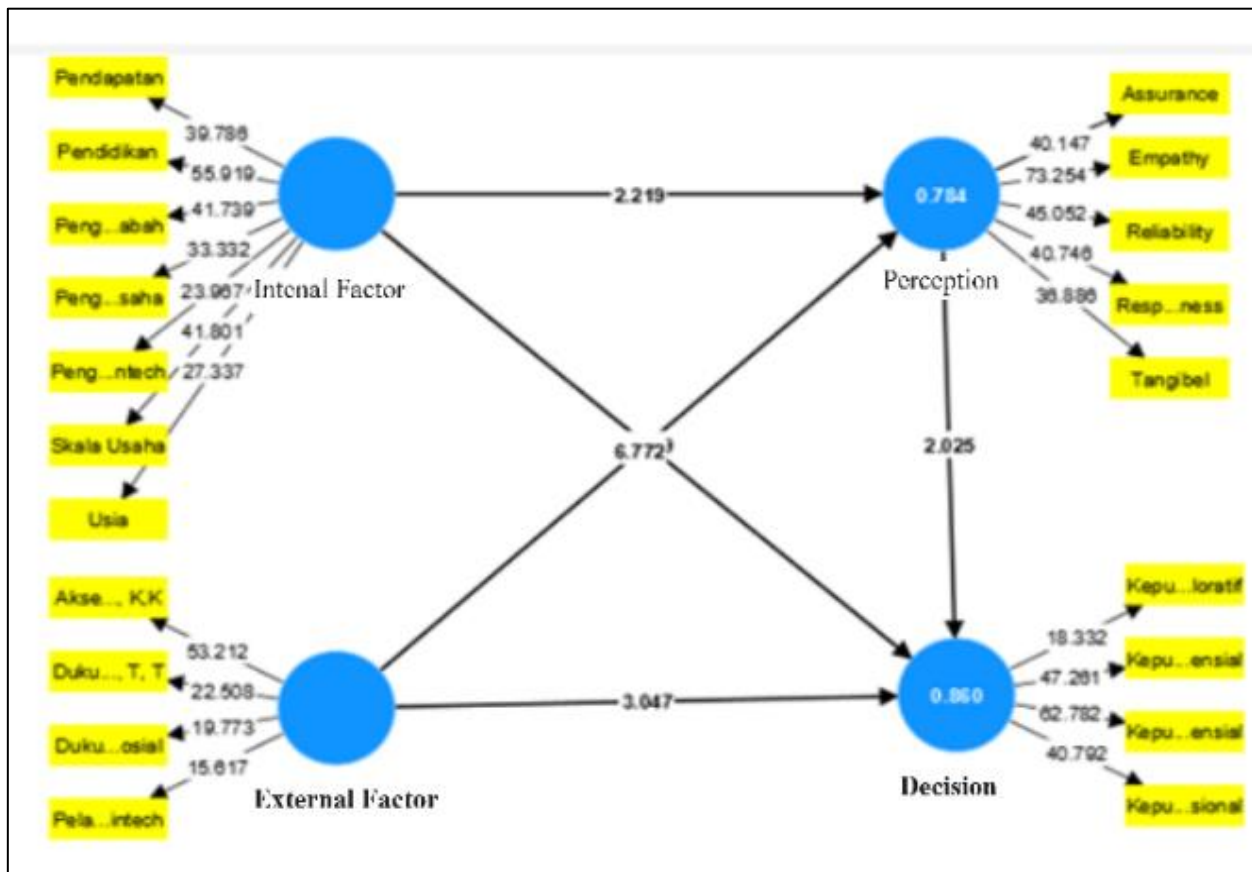 Pendapatan
Pendidikan
Peng...abah
Peng...saha
Peng...ntech
Skala Usaha
Usia
39.786
55.919
41.739
33.332
23.967
41.801
27.337
Intenal Factor
Akse..., K,K
Duku..., T, T
Duku...osial
Pela...intech
53.212
22.508
19.773
15.617
External Factor
2.219
6.772
3.047
2.025
0.784
Perception
Assurance
Empathy
Reliability
Resp...ness
Tangibel
40.147
73.254
45.052
40.746
36.886
0.860
Decision
Kepu...loratif
Kepu...ensial
Kepu...ensial
Kepu...sional
18.332
47.261
62.782
40.792